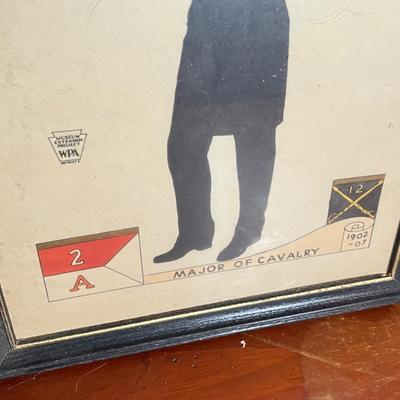 MUSEUM
EXTENSION
PROJECT
WPA
2
A
MAJOR OF CAVALRY
12
1902
-07